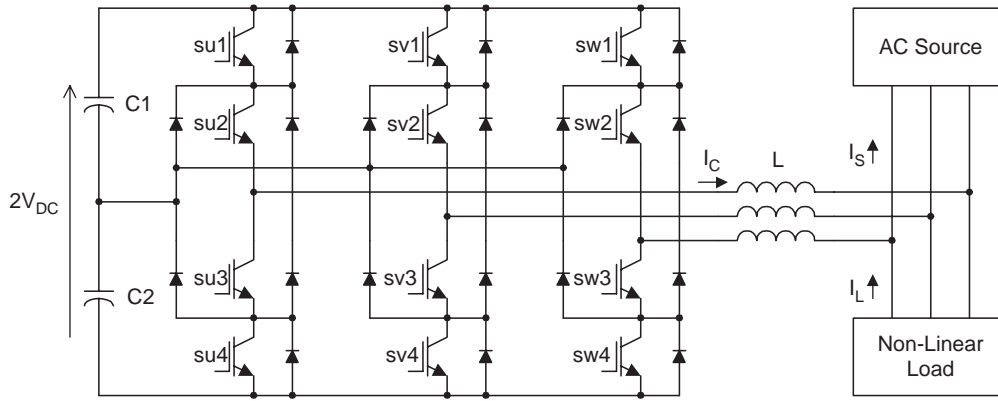 su1
sv1
sw1
AC Source
C1
su2
sv2
sw2
I_C
L
I_S
2V_DC
su3
sv3
sw3
C2
I_L
su4
sv4
sw4
Non-Linear
Load